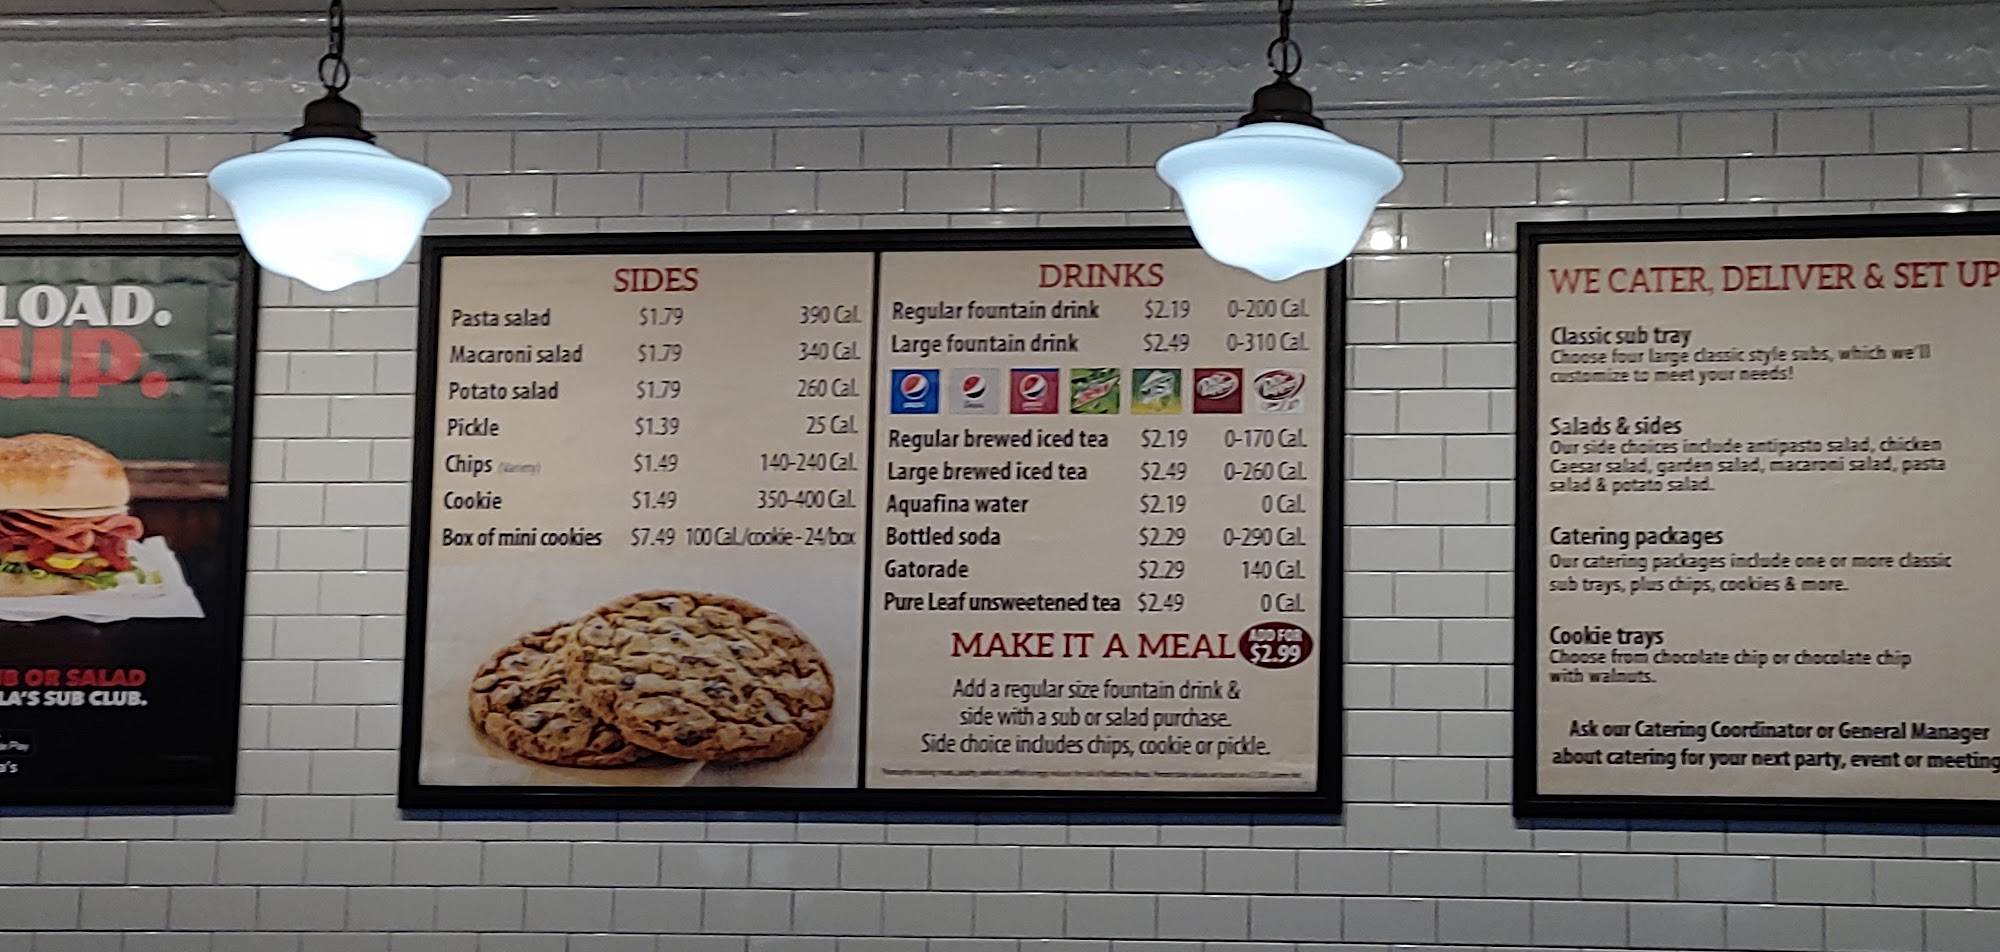 LOAD.
UP.
B OR SALAD
LA'S SUB CLUB.
Play
a's
SIDES
Pasta salad $1.79 390 Cal.
Macaroni salad $1.79 340 Cal.
Potato salad $1.79 260 Cal.
Pickle $1.39 25 Cal.
Chips (Variety) $1.49 140-240 Cal.
Cookie $1.49 350-400 Cal.
Box of mini cookies $7.49 100 Cal./cookie - 24/box
DRINKS
Regular fountain drink $2.19 0-200 Cal.
Large fountain drink $2.49 0-310 Cal.
Regular brewed iced tea $2.19 0-170 Cal.
Large brewed iced tea $2.49 0-260 Cal.
Aquafina water $2.19 0 Cal.
Bottled soda $2.29 0-290 Cal.
Gatorade $2.29 140 Cal.
Pure Leaf unsweetened tea $2.49 0 Cal.
MAKE IT A MEAL ADD FOR $2.99
Add a regular size fountain drink &
side with a sub or salad purchase.
Side choice includes chips, cookie or pickle.
WE CATER, DELIVER & SET UP
Classic sub tray
Choose four large classic style subs, which we'll
customize to meet your needs!
Salads & sides
Our side choices include antipasto salad, chicken
Caesar salad, garden salad, macaroni salad, pasta
salad & potato salad.
Catering packages
Our catering packages include one or more classic
sub trays, plus chips, cookies & more.
Cookie trays
Choose from chocolate chip or chocolate chip
with walnuts.
Ask our Catering Coordinator or General Manager
about catering for your next party, event or meeting